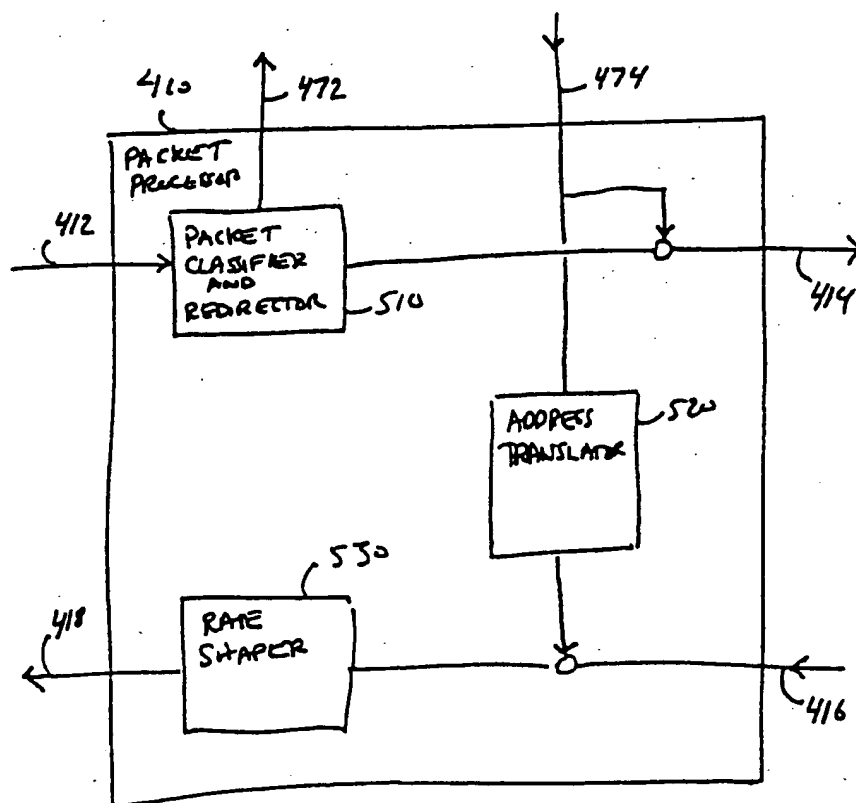 410
472
474
PACKET
PROCESSOR
412
PACKET
CLASSIFIER
AND
REDIRECTOR
510
414
ADDRESS
TRANSLATOR
520
530
418
RATE
SHAPER
416